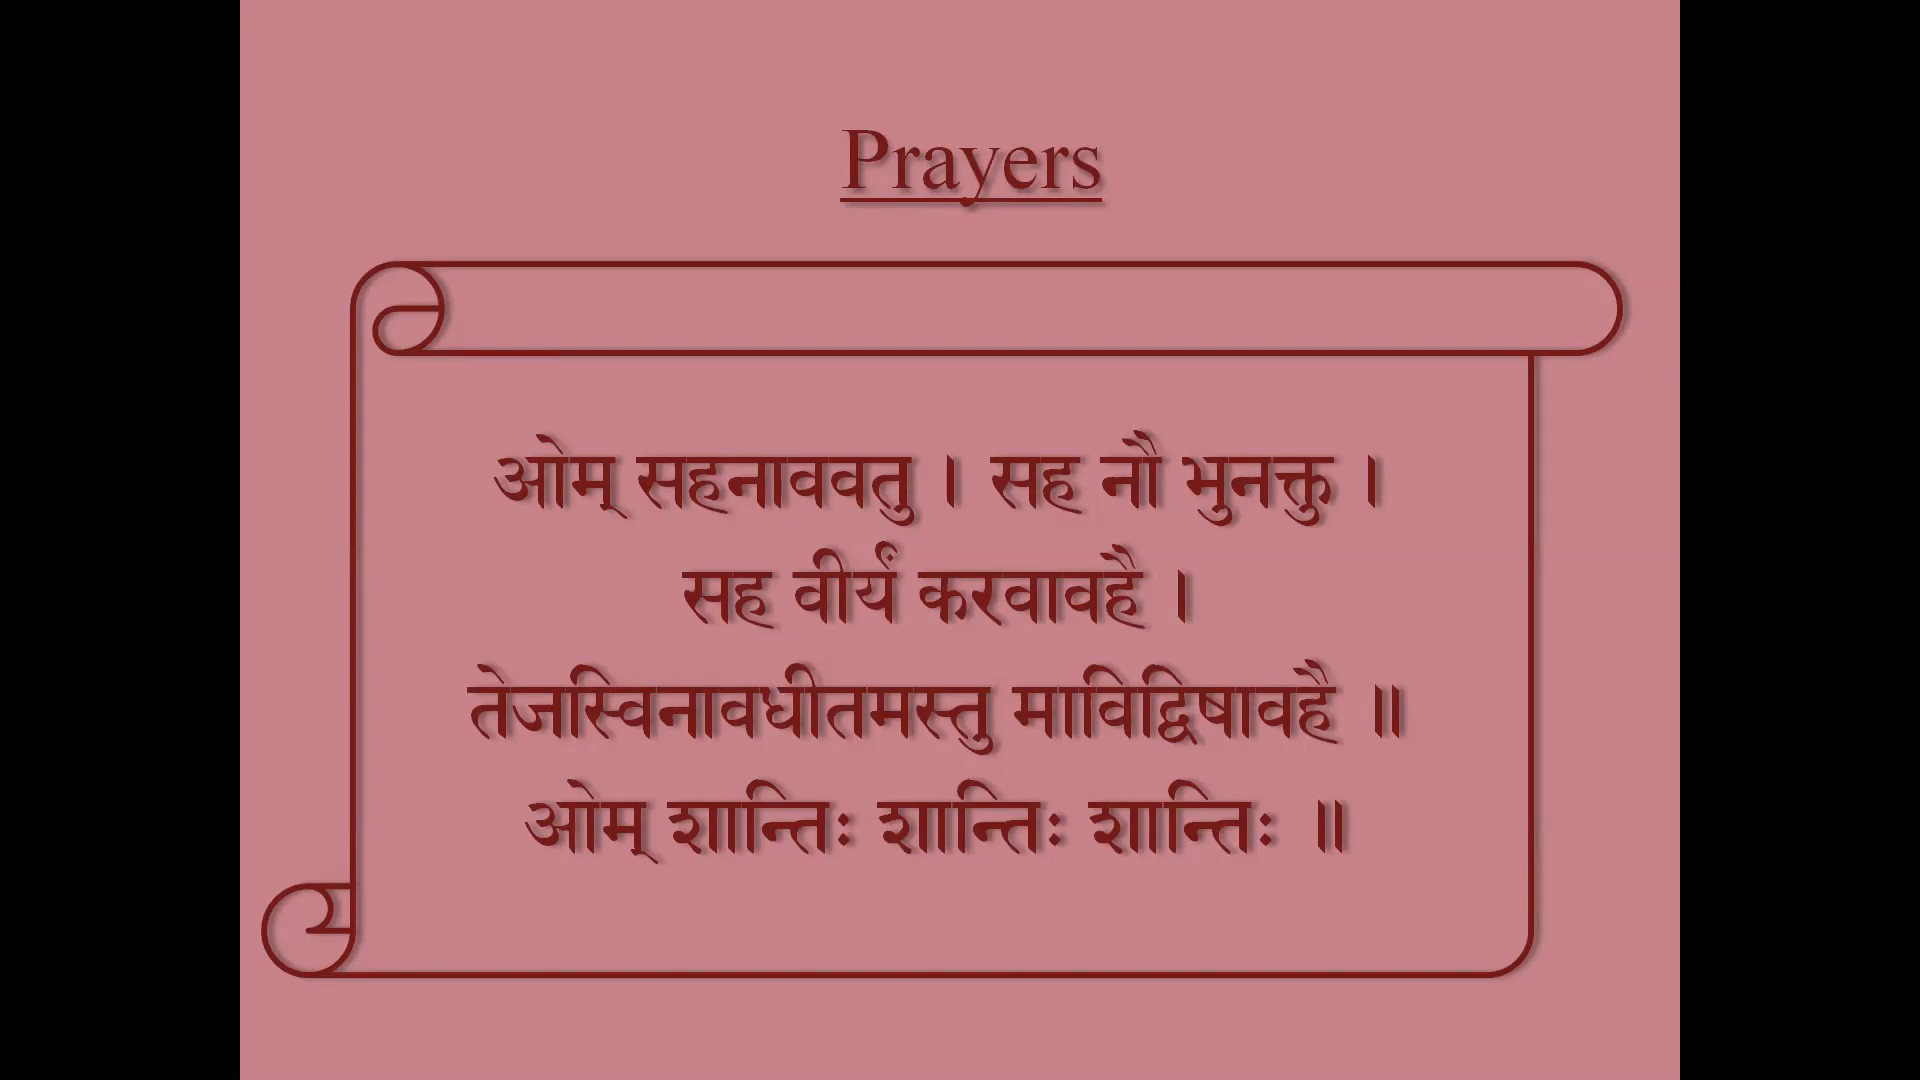 Prayers
ओम् सहनाववतु । सह नौ भुनक्तु ।
सह वीर्यं करवावहै ।
तेजस्विनावधीतमस्तु माविद्विषावहै ॥
ओम् शान्तिः शान्तिः शान्तिः ॥